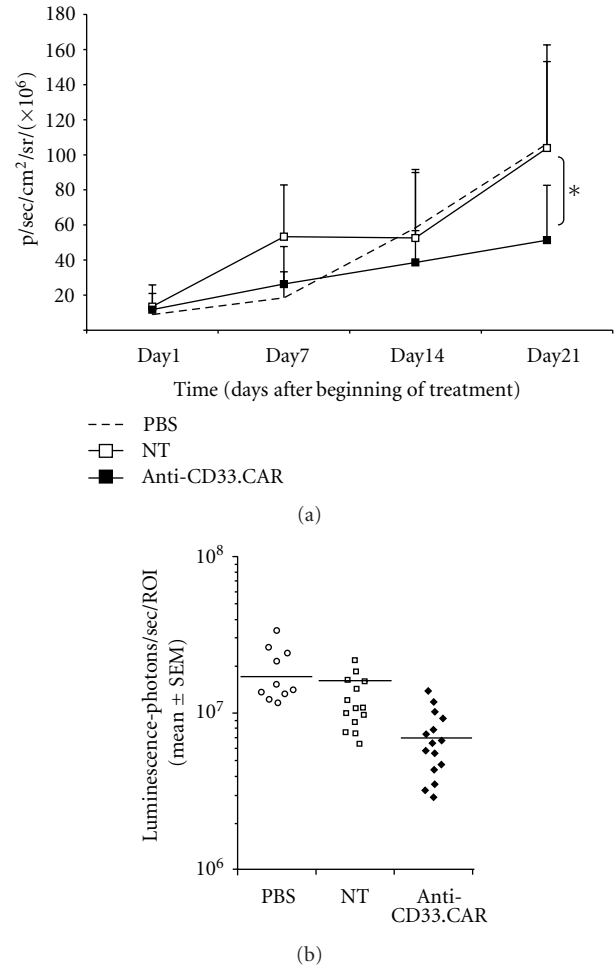 180
160
140
120
100
80
60
40
20
p/sec/cm²/sr/(×10⁶)
*
Day1 Day7 Day14 Day21
Time (days after beginning of treatment)
PBS
NT
Anti-CD33.CAR
(a)
10⁸
10⁷
10⁶
Luminescence-photons/sec/ROI
(mean ± SEM)
PBS NT Anti-
CD33.CAR
(b)